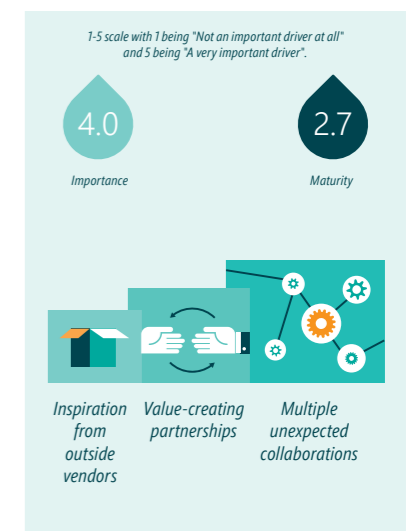 1-5 scale with 1 being "Not an important driver at all"
and 5 being "A very important driver".
4.0
2.7
Importance
Maturity
Inspiration
from
outside
vendors
Value-creating
partnerships
Multiple
unexpected
collaborations